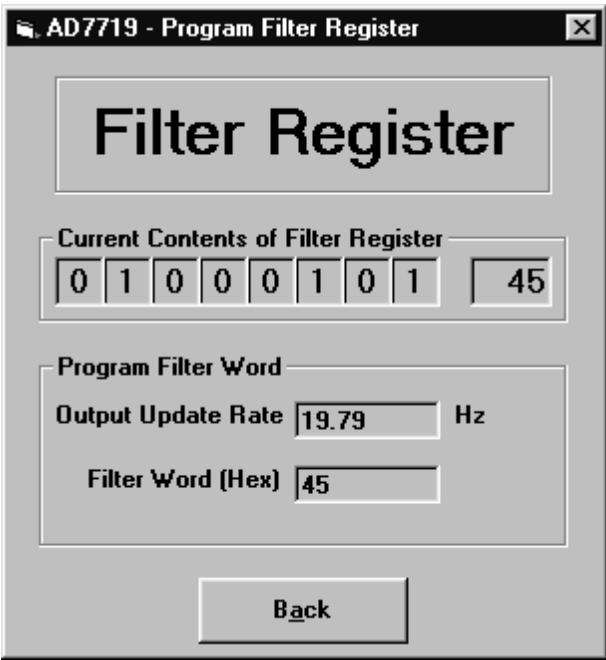 AD7719 - Program Filter Register
Filter Register
Current Contents of Filter Register
0 1 0 0 0 1 0 1 45
Program Filter Word
Output Update Rate 19.79 Hz
Filter Word (Hex) 45
Back